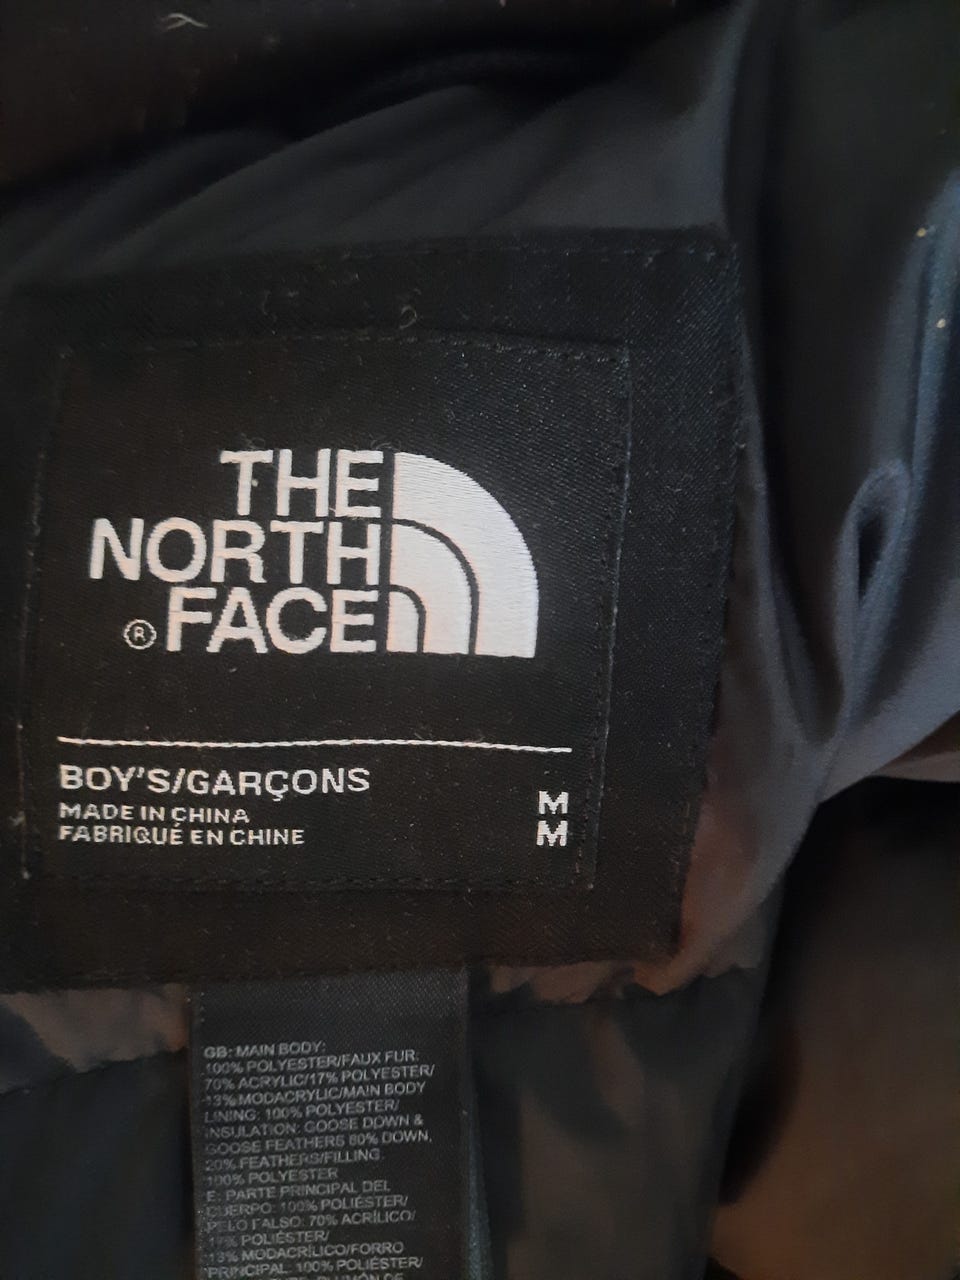 THE
NORTH
® FACE
BOY'S/GARÇONS
MADE IN CHINA M
FABRIQUÉ EN CHINE M
GB: MAIN BODY:
100% POLYESTER/FAUX FUR:
70% ACRYLIC/17% POLYESTER/
13% MODACRYLIC/MAIN BODY
LINING: 100% POLYESTER/
INSULATION: GOOSE DOWN &
GOOSE FEATHERS 80% DOWN,
20% FEATHERS/FILLING:
100% POLYESTER
E: PARTE PRINCIPAL DEL
CUERPO: 100% POLIÉSTER/
PELO FALSO: 70% ACRÍLICO/
17% POLIÉSTER/
13% MODACRÍLICO/FORRO
PRINCIPAL: 100% POLIÉSTER/
PLUMÓN DE